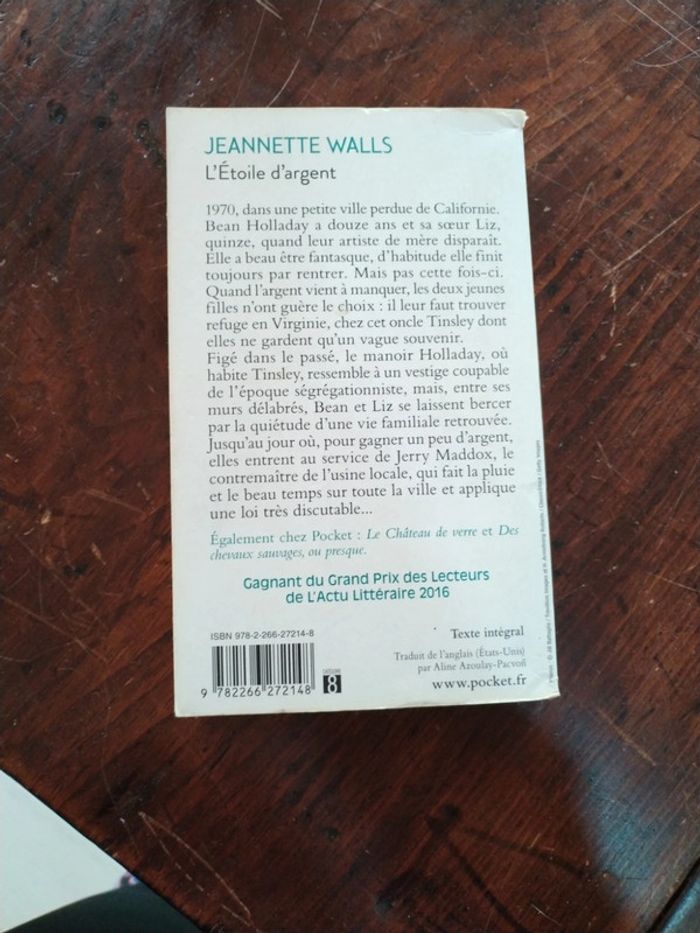 JEANNETTE WALLS
L'Étoile d'argent
1970, dans une petite ville perdue de Californie.
Bean Holladay a douze ans et sa sœur Liz,
quinze, quand leur artiste de mère disparaît.
Elle a beau être fantasque, d'habitude elle finit
toujours par rentrer. Mais pas cette fois-ci.
Quand l'argent vient à manquer, les deux jeunes
filles n'ont guère le choix : il leur faut trouver
refuge en Virginie, chez cet oncle Tinsley dont
elles ne gardent qu'un vague souvenir.
Figé dans le passé, le manoir Holladay, où
habite Tinsley, ressemble à un vestige coupable
de l'époque ségrégationniste, mais, entre ses
murs délabrés, Bean et Liz se laissent bercer
par la quiétude d'une vie familiale retrouvée.
Jusqu'au jour où, pour gagner un peu d'argent,
elles entrent au service de Jerry Maddox, le
contremaître de l'usine locale, qui fait la pluie
et le beau temps sur toute la ville et applique
une loi très discutable...
Également chez Pocket : Le Château de verre et Des
chevaux sauvages, ou presque.
Gagnant du Grand Prix des Lecteurs
de L'Actu Littéraire 2016
ISBN 978-2-266-27214-8
9 782266 272148
8
Texte intégral
Traduit de l'anglais (États-Unis)
par Aline Azoulay-Pacvoň
www.pocket.fr